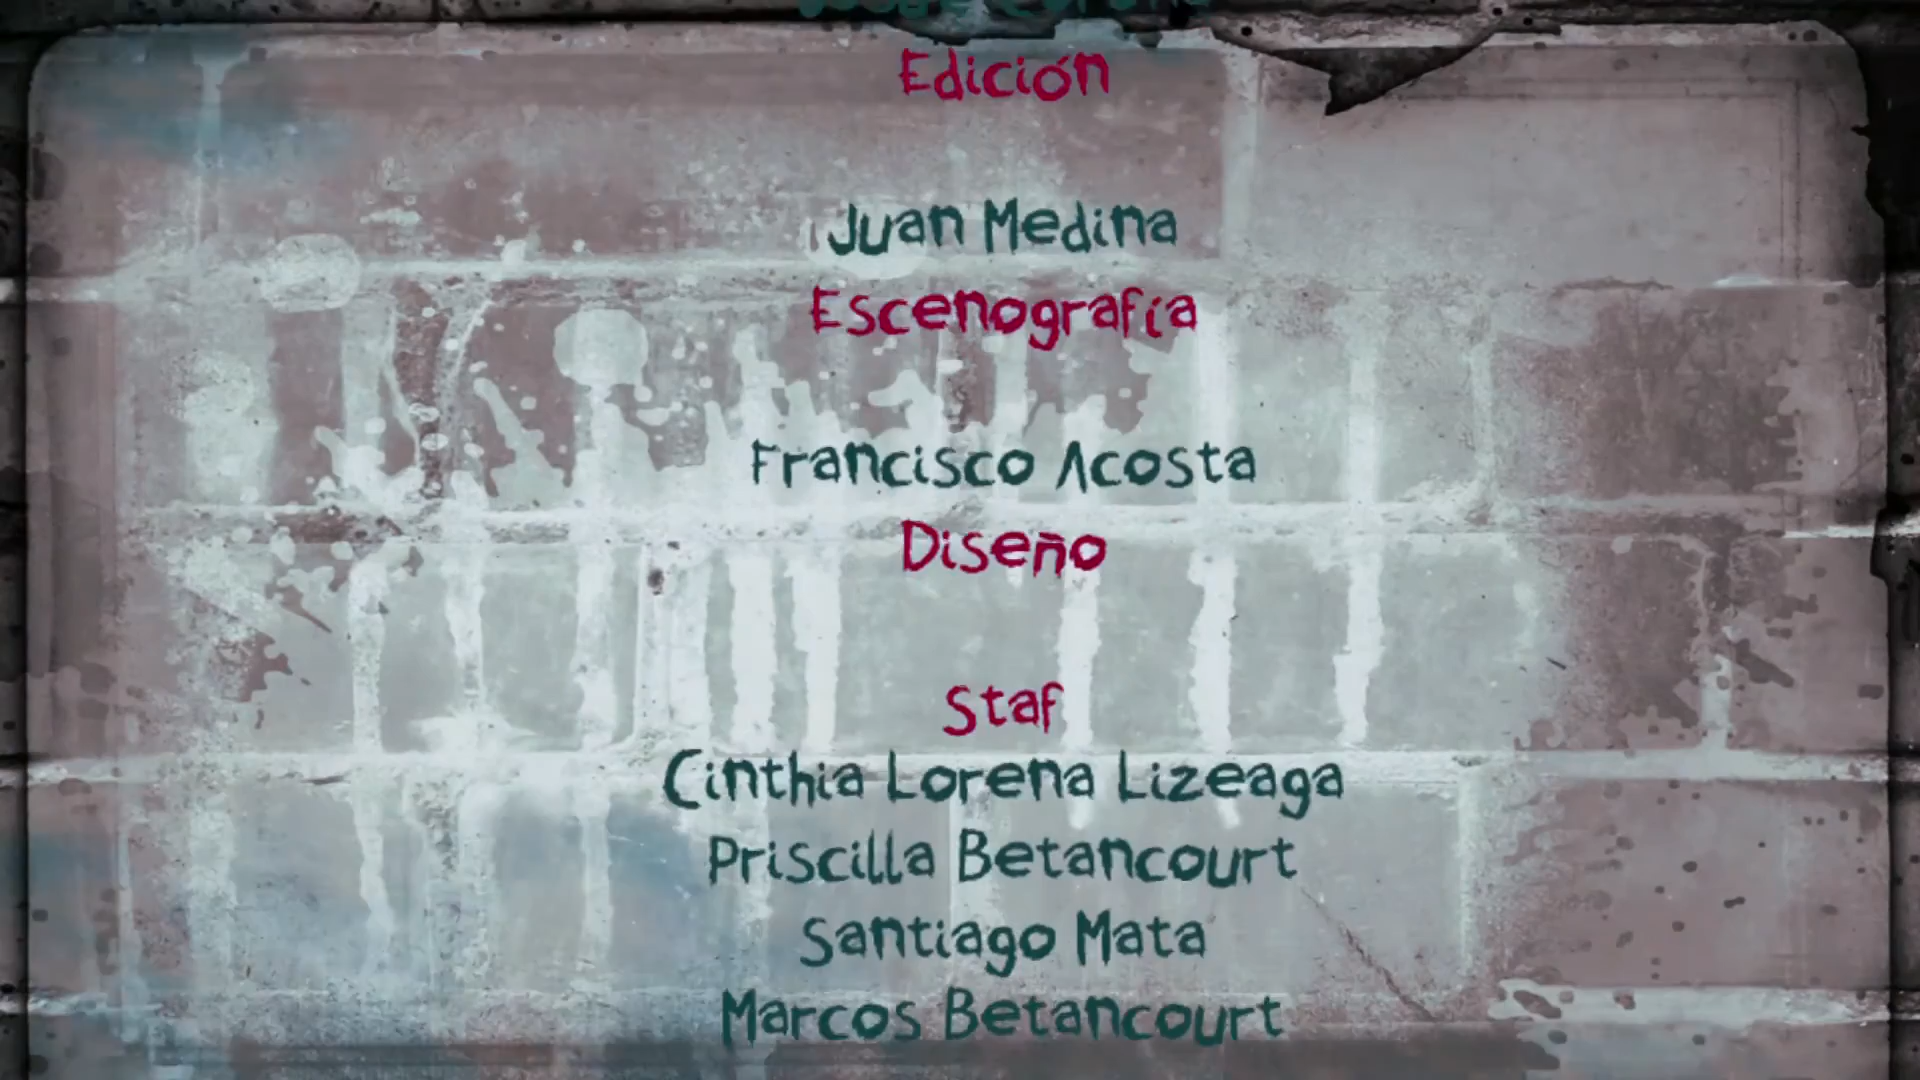 Edición
Juan Medina
Escenografía
Francisco Acosta
Diseño
Staf
Cinthia Lorena Lizeaga
Priscilla Betancourt
Santiago Mata
Marcos Betancourt